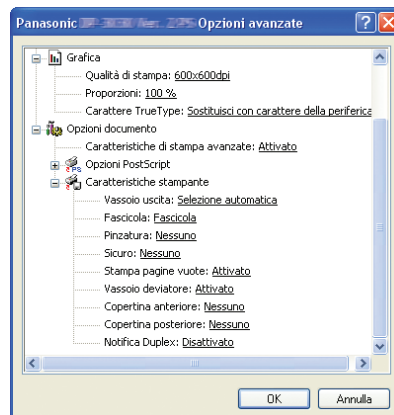 Panasonic Opzioni avanzate
Grafica
Qualità di stampa: 600x600dpi
Proporzioni: 100 %
Carattere TrueType: Sostituisci con carattere della periferica
Opzioni documento
Caratteristiche di stampa avanzate: Attivato
Opzioni PostScript
Caratteristiche stampante
Vassoio uscita: Selezione automatica
Fascicola: Fascicola
Pinzatura: Nessuno
Sicuro: Nessuno
Stampa pagine vuote: Attivato
Vassoio deviatore: Attivato
Copertina anteriore: Nessuno
Copertina posteriore: Nessuno
Notifica Duplex: Disattivato
OK Annulla